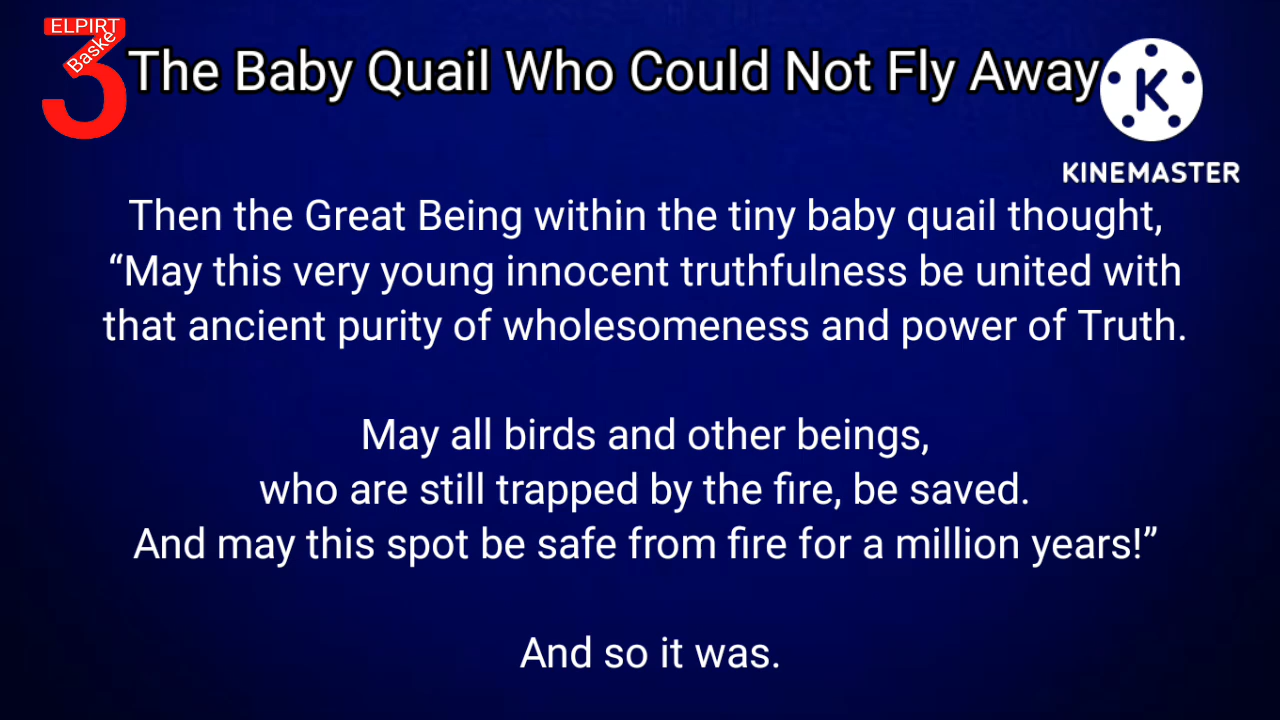 ELPIRT
Baske
3
The Baby Quail Who Could Not Fly Away
K
KINEMASTER
Then the Great Being within the tiny baby quail thought,
“May this very young innocent truthfulness be united with
that ancient purity of wholesomeness and power of Truth.
May all birds and other beings,
who are still trapped by the fire, be saved.
And may this spot be safe from fire for a million years!”
And so it was.